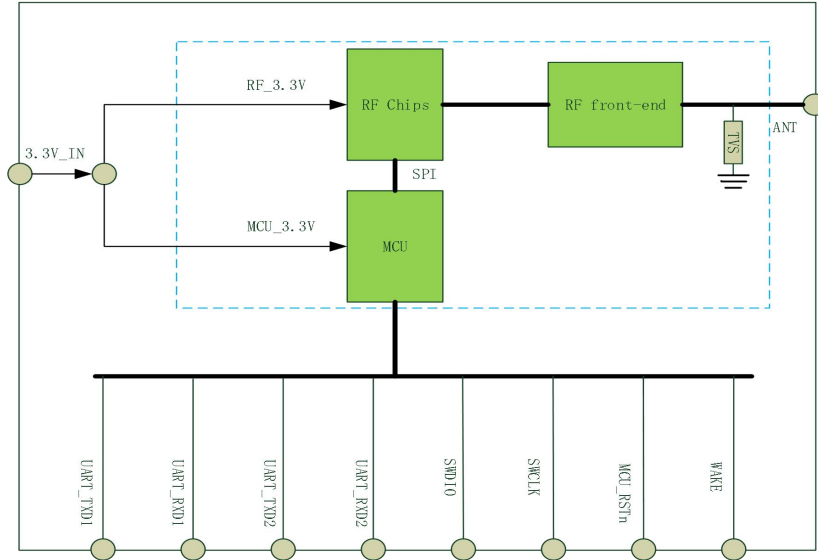 RF_3.3V
RF Chips
RF front-end
ANT
TVS
3.3V_IN
SPI
MCU_3.3V
MCU
UART_TXD1
UART_RXD1
UART_TXD2
UART_RXD2
SWDIO
SWCLK
MCU_RSTn
WAKE